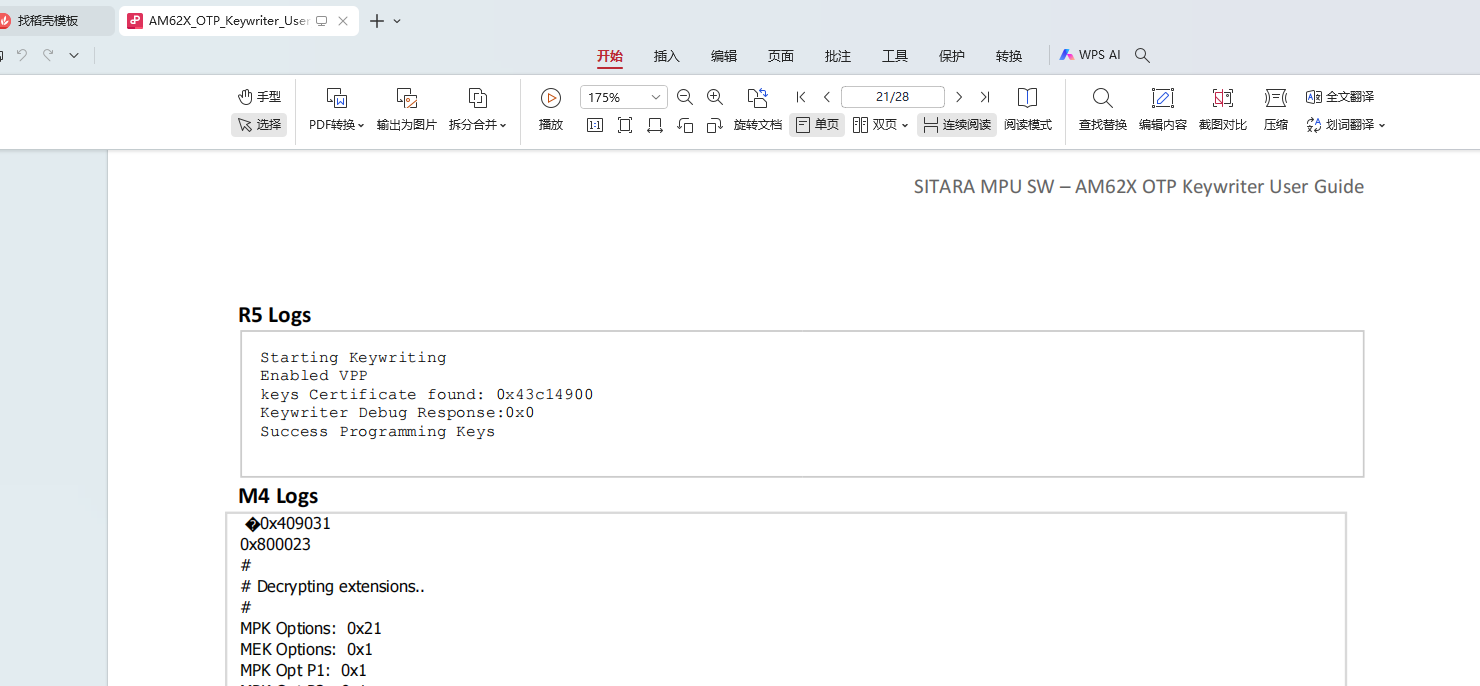 找稻壳模板
AM62X_OTP_Keywriter_User
开始 插入 编辑 页面 批注 工具 保护 转换 WPS AI
手型
选择
PDF转换 输出为图片 拆分合并
播放
175%
1:1
旋转文档
21/28
单页 双页 连续阅读 阅读模式
查找替换 编辑内容 截图对比 压缩
全文翻译
划词翻译
SITARA MPU SW – AM62X OTP Keywriter User Guide
R5 Logs
Starting Keywriting
Enabled VPP
keys Certificate found: 0x43c14900
Keywriter Debug Response:0x0
Success Programming Keys
M4 Logs
�0x409031
0x800023
#
# Decrypting extensions..
#
MPK Options: 0x21
MEK Options: 0x1
MPK Opt P1: 0x1